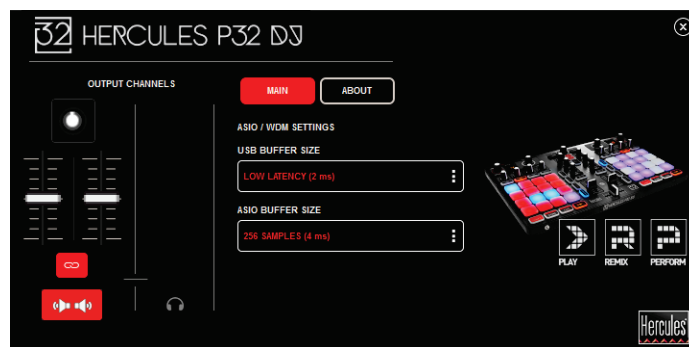 32 HERCULES P32 DJ
OUTPUT CHANNELS
MAIN
ABOUT
ASIO / WDM SETTINGS
USB BUFFER SIZE
LOW LATENCY (2 ms)
ASIO BUFFER SIZE
256 SAMPLES (4 ms)
PLAY
REMIX
PERFORM
Hercules